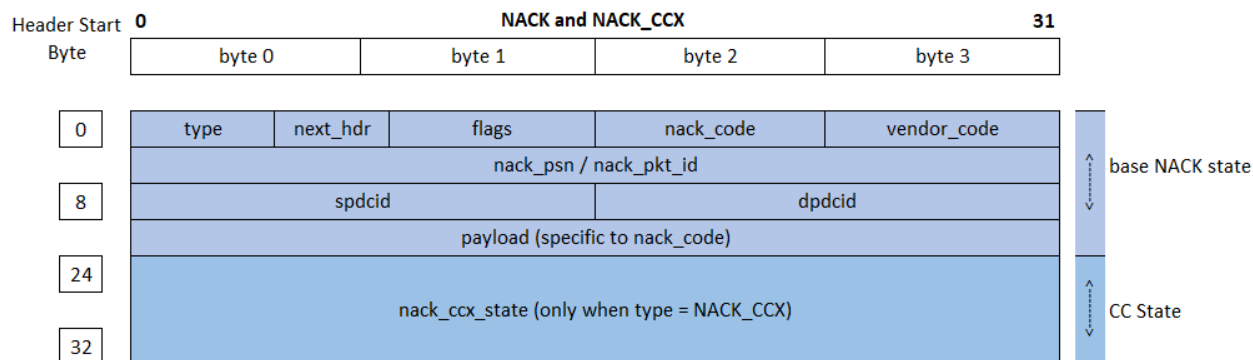 Header Start Byte
0 NACK and NACK_CCX 31
byte 0 byte 1 byte 2 byte 3
0 type next_hdr flags nack_code vendor_code
nack_psn / nack_pkt_id
base NACK state
8 spdcid dpdcid
payload (specific to nack_code)
24
nack_ccx_state (only when type = NACK_CCX)
CC State
32